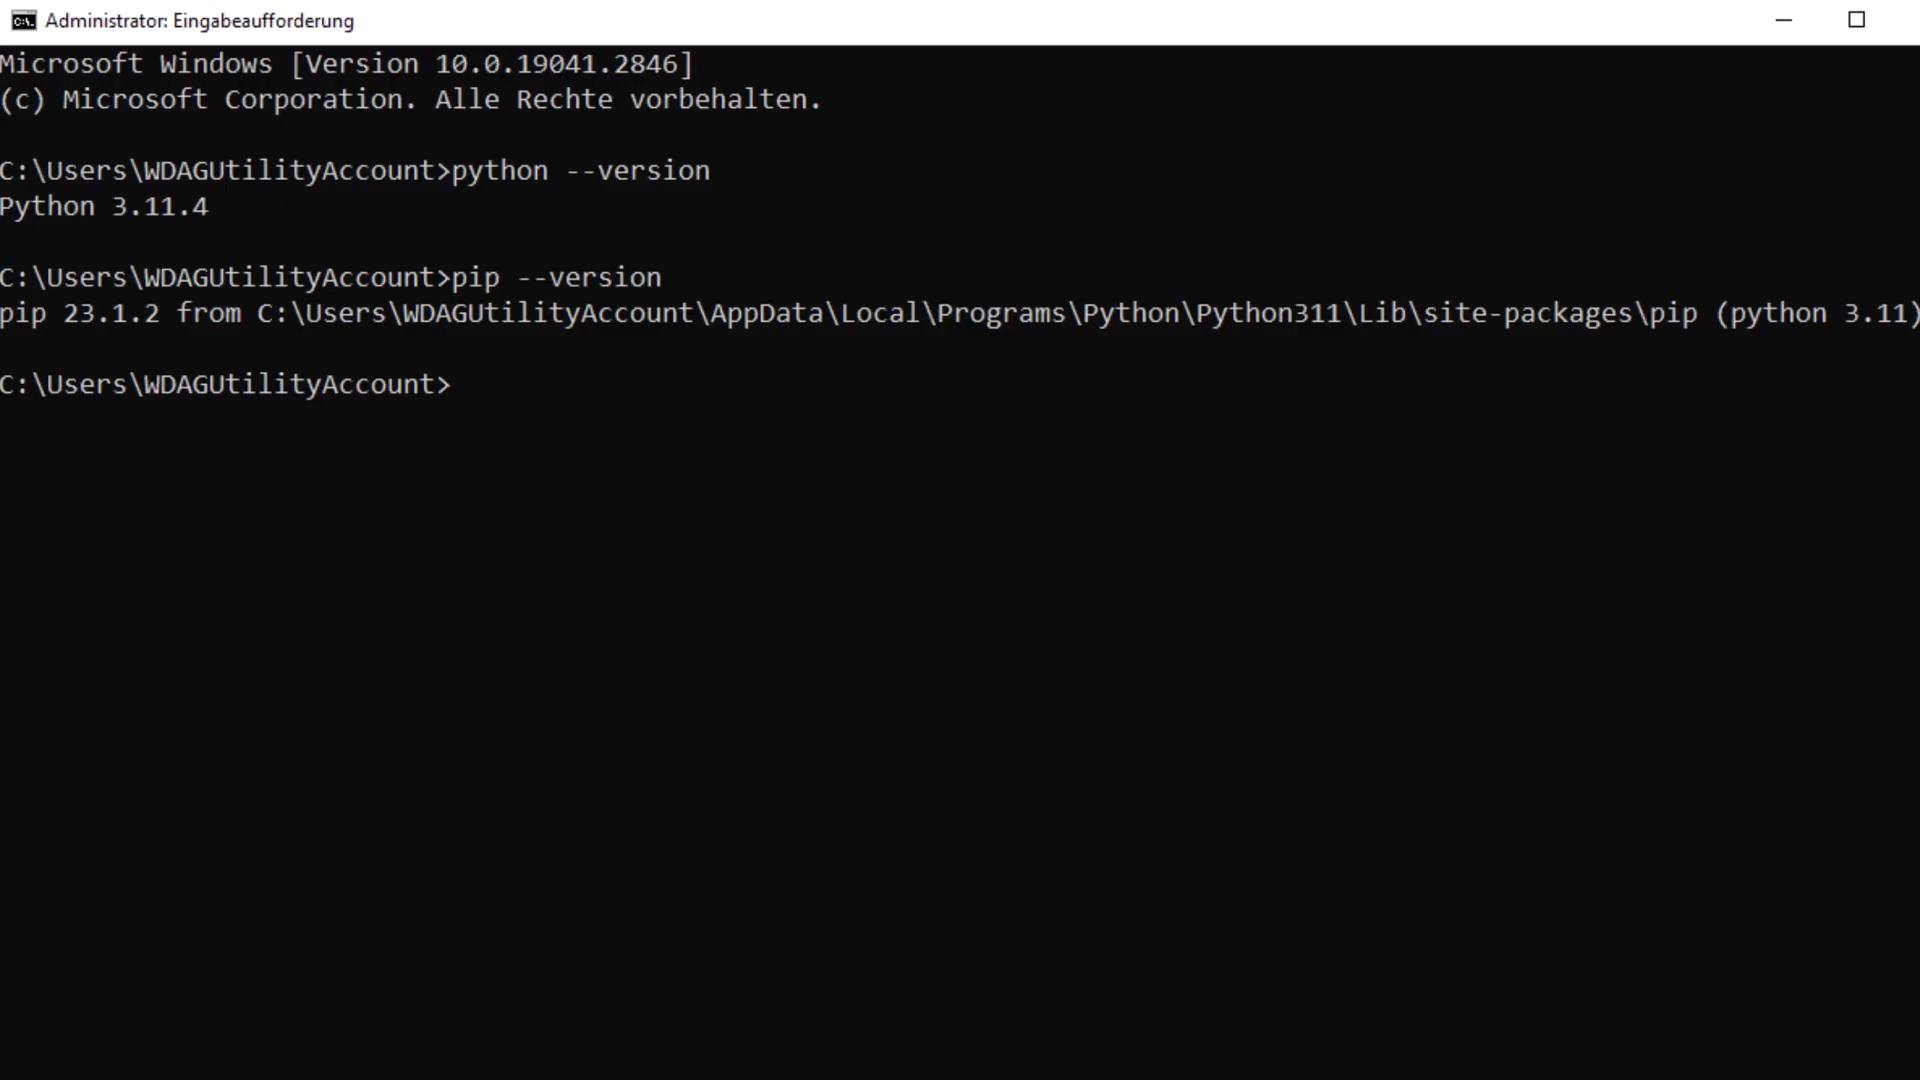 Administrator: Eingabeaufforderung
Microsoft Windows [Version 10.0.19041.2846]
(c) Microsoft Corporation. Alle Rechte vorbehalten.
C:\Users\WDAGUtilityAccount>python --version
Python 3.11.4
C:\Users\WDAGUtilityAccount>pip --version
pip 23.1.2 from C:\Users\WDAGUtilityAccount\AppData\Local\Programs\Python\Python311\Lib\site-packages\pip (python 3.11)
C:\Users\WDAGUtilityAccount>